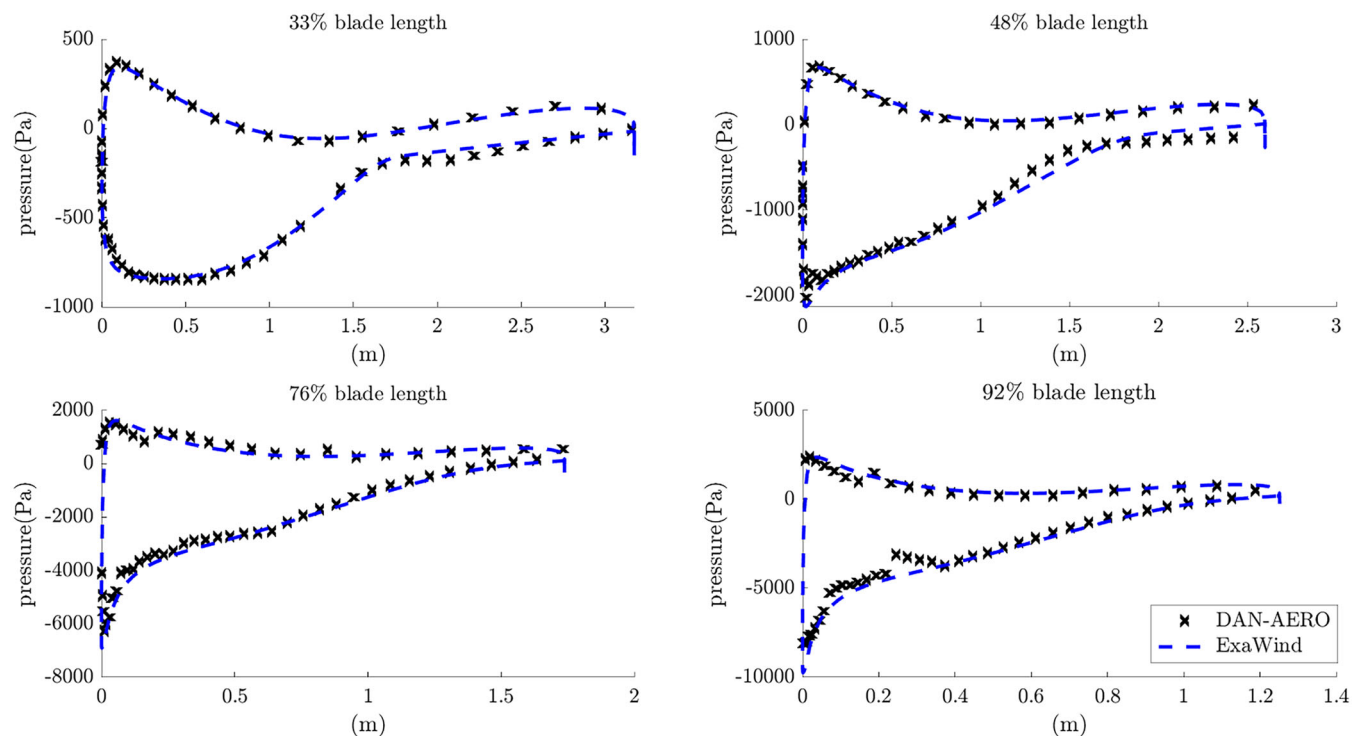 33% blade length
500
0
-500
-1000
pressure(Pa)
0 0.5 1 1.5 2 2.5 3
(m)
48% blade length
1000
0
-1000
-2000
pressure(Pa)
0 0.5 1 1.5 2 2.5 3
(m)
76% blade length
2000
0
-2000
-4000
-6000
-8000
pressure(Pa)
0 0.5 1 1.5 2
(m)
92% blade length
5000
0
-5000
-10000
pressure(Pa)
DAN-AERO
ExaWind
0 0.2 0.4 0.6 0.8 1 1.2 1.4
(m)